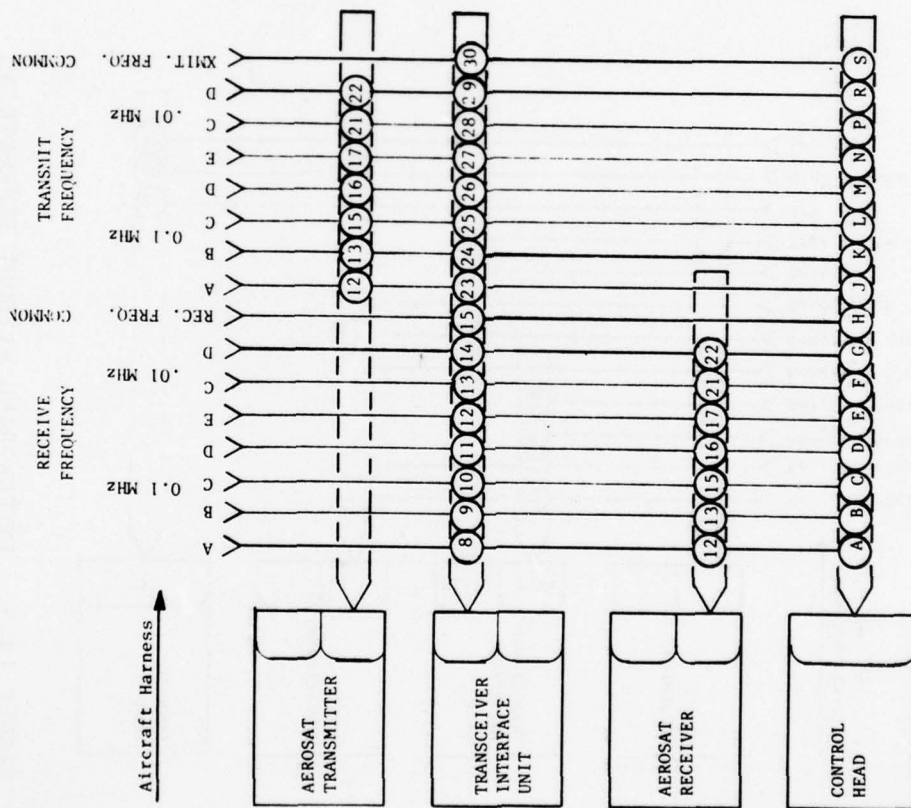 Aircraft Harness
RECEIVE
FREQUENCY
TRANSMIT
FREQUENCY
0.1 MHz
.01 MHz
REC. FREQ. COMMON
0.1 MHz
.01 MHz
XMIT. FREQ. COMMON
A B C D E C D A B C D E C D
AEROSAT
TRANSMITTER
12 13 15 16 17 21 22
TRANSCEIVER
INTERFACE
UNIT
8 9 10 11 12 13 14 15 23 24 25 26 27 28 29 30
AEROSAT
RECEIVER
12 13 15 16 17 21 22
CONTROL
HEAD
A B C D E F G H J K L M N P R S